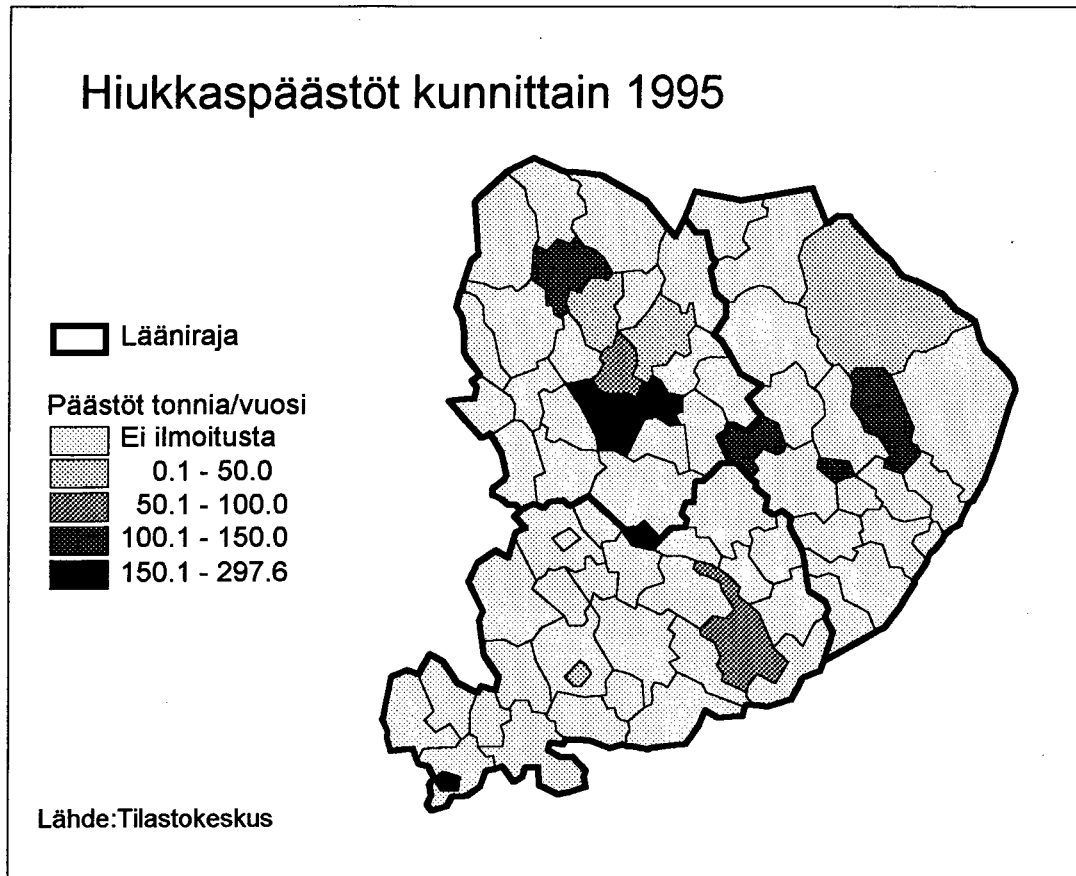 Hiukkaspäästöt kunnittain 1995
Lääniraja
Päästöt tonnia/vuosi
Ei ilmoitusta
0.1 - 50.0
50.1 - 100.0
100.1 - 150.0
150.1 - 297.6
Lähde:Tilastokeskus